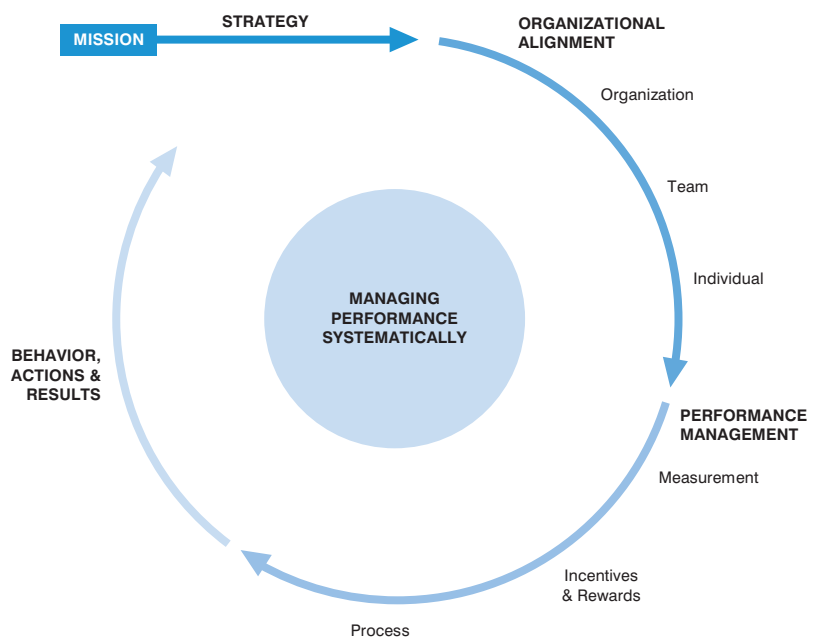 STRATEGY
MISSION
ORGANIZATIONAL
ALIGNMENT
Organization
Team
Individual
MANAGING
PERFORMANCE
SYSTEMATICALLY
BEHAVIOR,
ACTIONS &
RESULTS
PERFORMANCE
MANAGEMENT
Measurement
Incentives
& Rewards
Process